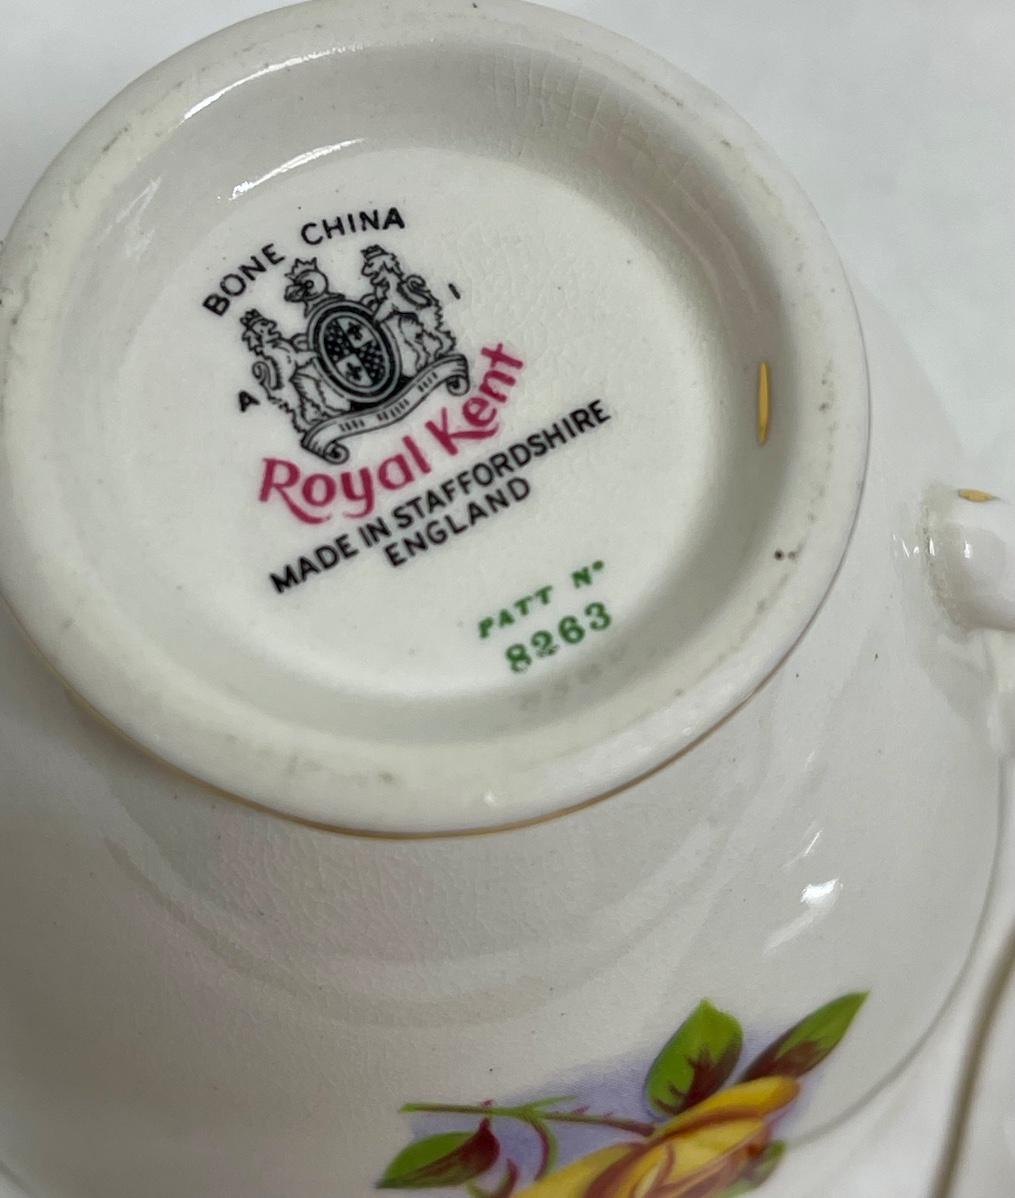 BONE CHINA
A I
Royal Kent
MADE IN STAFFORDSHIRE
ENGLAND
PATT Nº
8263